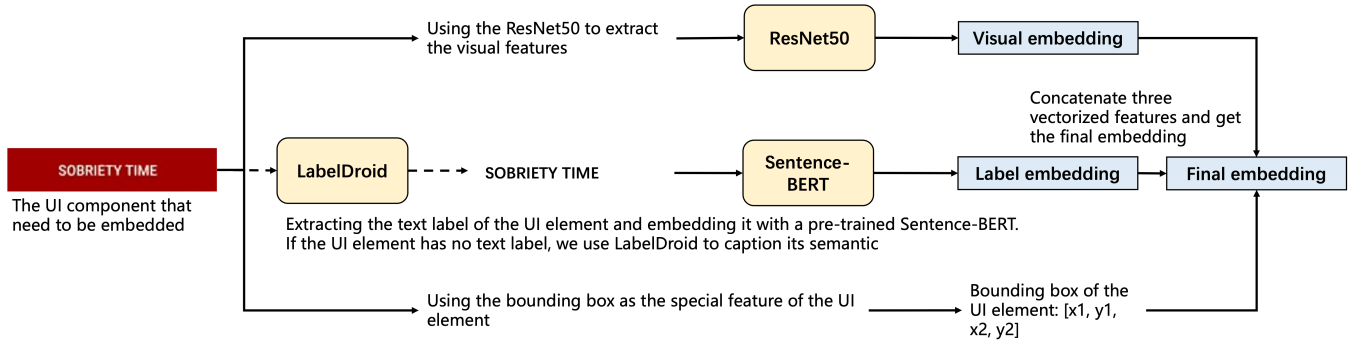 Using the ResNet50 to extract
the visual features
ResNet50
Visual embedding
Concatenate three
vectorized features and get
the final embedding
SOBRIETY TIME
The UI component that
need to be embedded
LabelDroid
SOBRIETY TIME
Sentence-
BERT
Label embedding
Final embedding
Extracting the text label of the UI element and embedding it with a pre-trained Sentence-BERT.
If the UI element has no text label, we use LabelDroid to caption its semantic
Using the bounding box as the special feature of the UI
element
Bounding box of the
UI element: [x1, y1,
x2, y2]